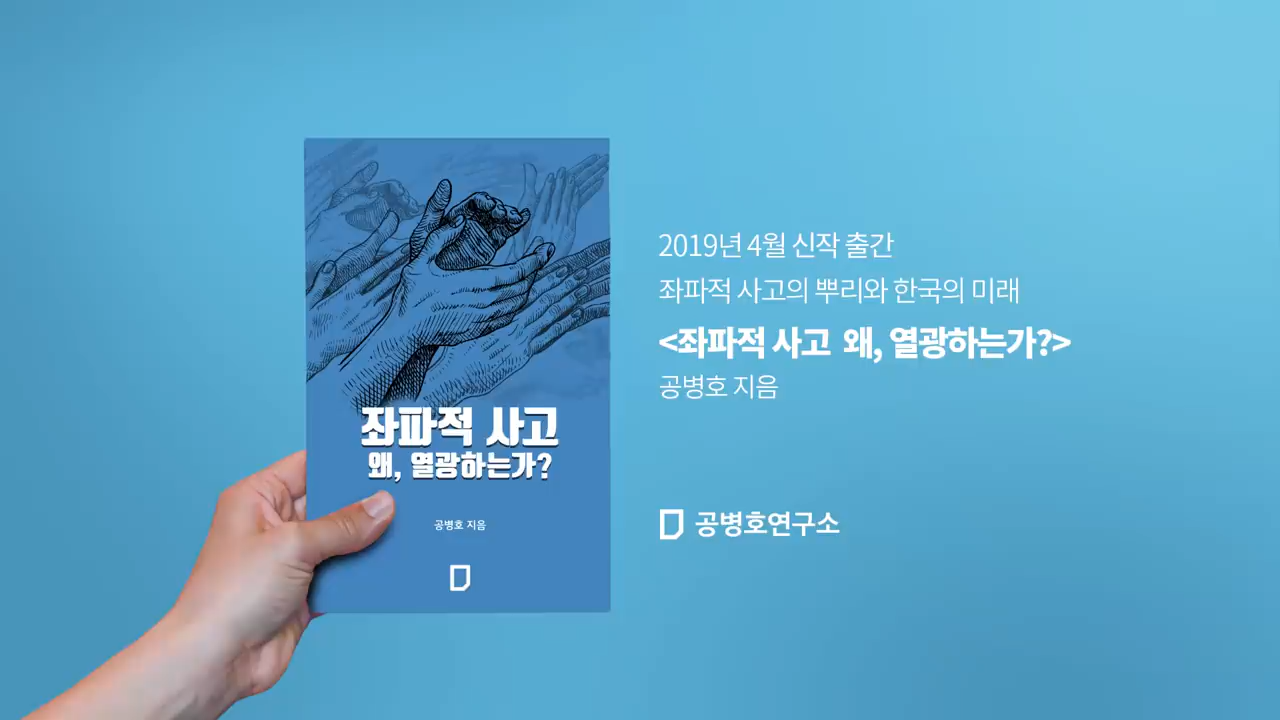 좌파적 사고
왜, 열광하는가?
공병호 지음
2019년 4월 신작 출간
좌파적 사고의 뿌리와 한국의 미래
<좌파적 사고 왜, 열광하는가?>
공병호 지음
공병호연구소